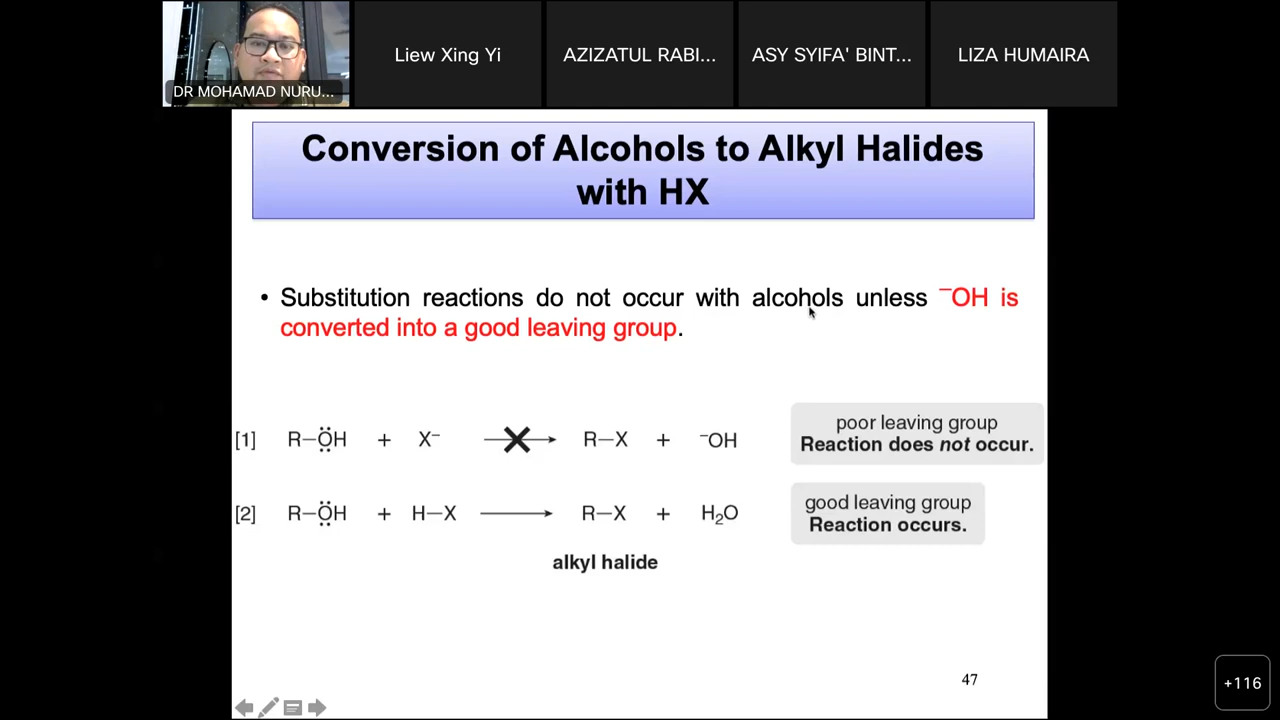 DR MOHAMAD NURU...
Liew Xing Yi
AZIZATUL RABI...
ASY SYIFA' BINT...
LIZA HUMAIRA
Conversion of Alcohols to Alkyl Halides
with HX
• Substitution reactions do not occur with alcohols unless ⁻OH is
converted into a good leaving group.
[1] R–ÖH + X⁻ → R–X + ⁻OH
poor leaving group
Reaction does not occur.
[2] R–ÖH + H–X → R–X + H₂O
good leaving group
Reaction occurs.
alkyl halide
47
+116